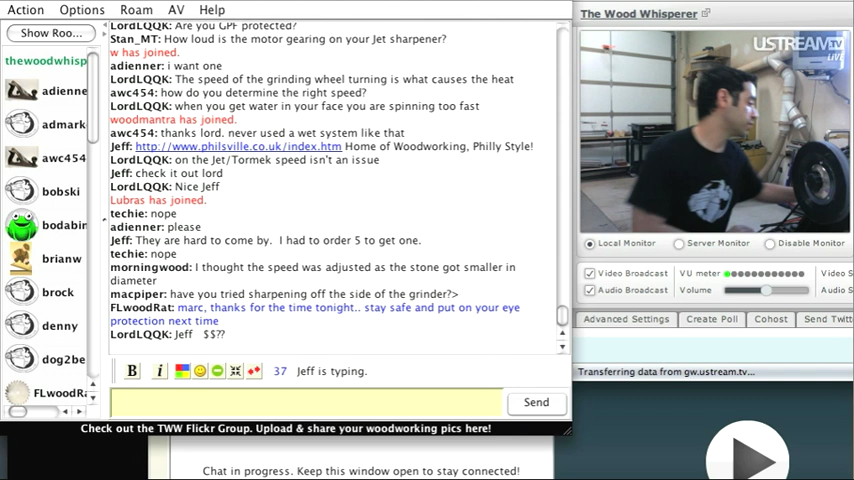 Action Options Roam AV Help
Show Roo...
thewoodwhisp
adienne
admark
awc454
bobski
bodabin
brianw
brock
denny
dog2be
FLwoodRa
LordLQQK: Are you GPF protected?
Stan_MT: How loud is the motor gearing on your Jet sharpener?
w has joined.
adienner: i want one
LordLQQK: The speed of the grinding wheel turning is what causes the heat
awc454: how do you determine the right speed?
LordLQQK: when you get water in your face you are spinning too fast
woodmantra has joined.
awc454: thanks lord. never used a wet system like that
Jeff: http://www.philsville.co.uk/index.htm Home of Woodworking, Philly Style!
LordLQQK: on the Jet/Tormek speed isn't an issue
Jeff: check it out lord
LordLQQK: Nice Jeff
Lubras has joined.
techie: nope
adienner: please
Jeff: They are hard to come by. I had to order 5 to get one.
techie: nope
morningwood: I thought the speed was adjusted as the stone got smaller in
diameter
macpiper: have you tried sharpening off the side of the grinder?>
FLwoodRat: marc, thanks for the time tonight.. stay safe and put on your eye
protection next time
LordLQQK: Jeff $$??
B i 37 Jeff is typing.
Send
Check out the TWW Flickr Group. Upload & share your woodworking pics here!
Chat in progress. Keep this window open to stay connected!
The Wood Whisperer
USTREAM.TV
LIVE
Local Monitor Server Monitor Disable Monitor
Video Broadcast VU meter Video S
Audio Broadcast Volume Audio S
Advanced Settings Create Poll Cohost Send Twitt
Transferring data from gw.ustream.tv...